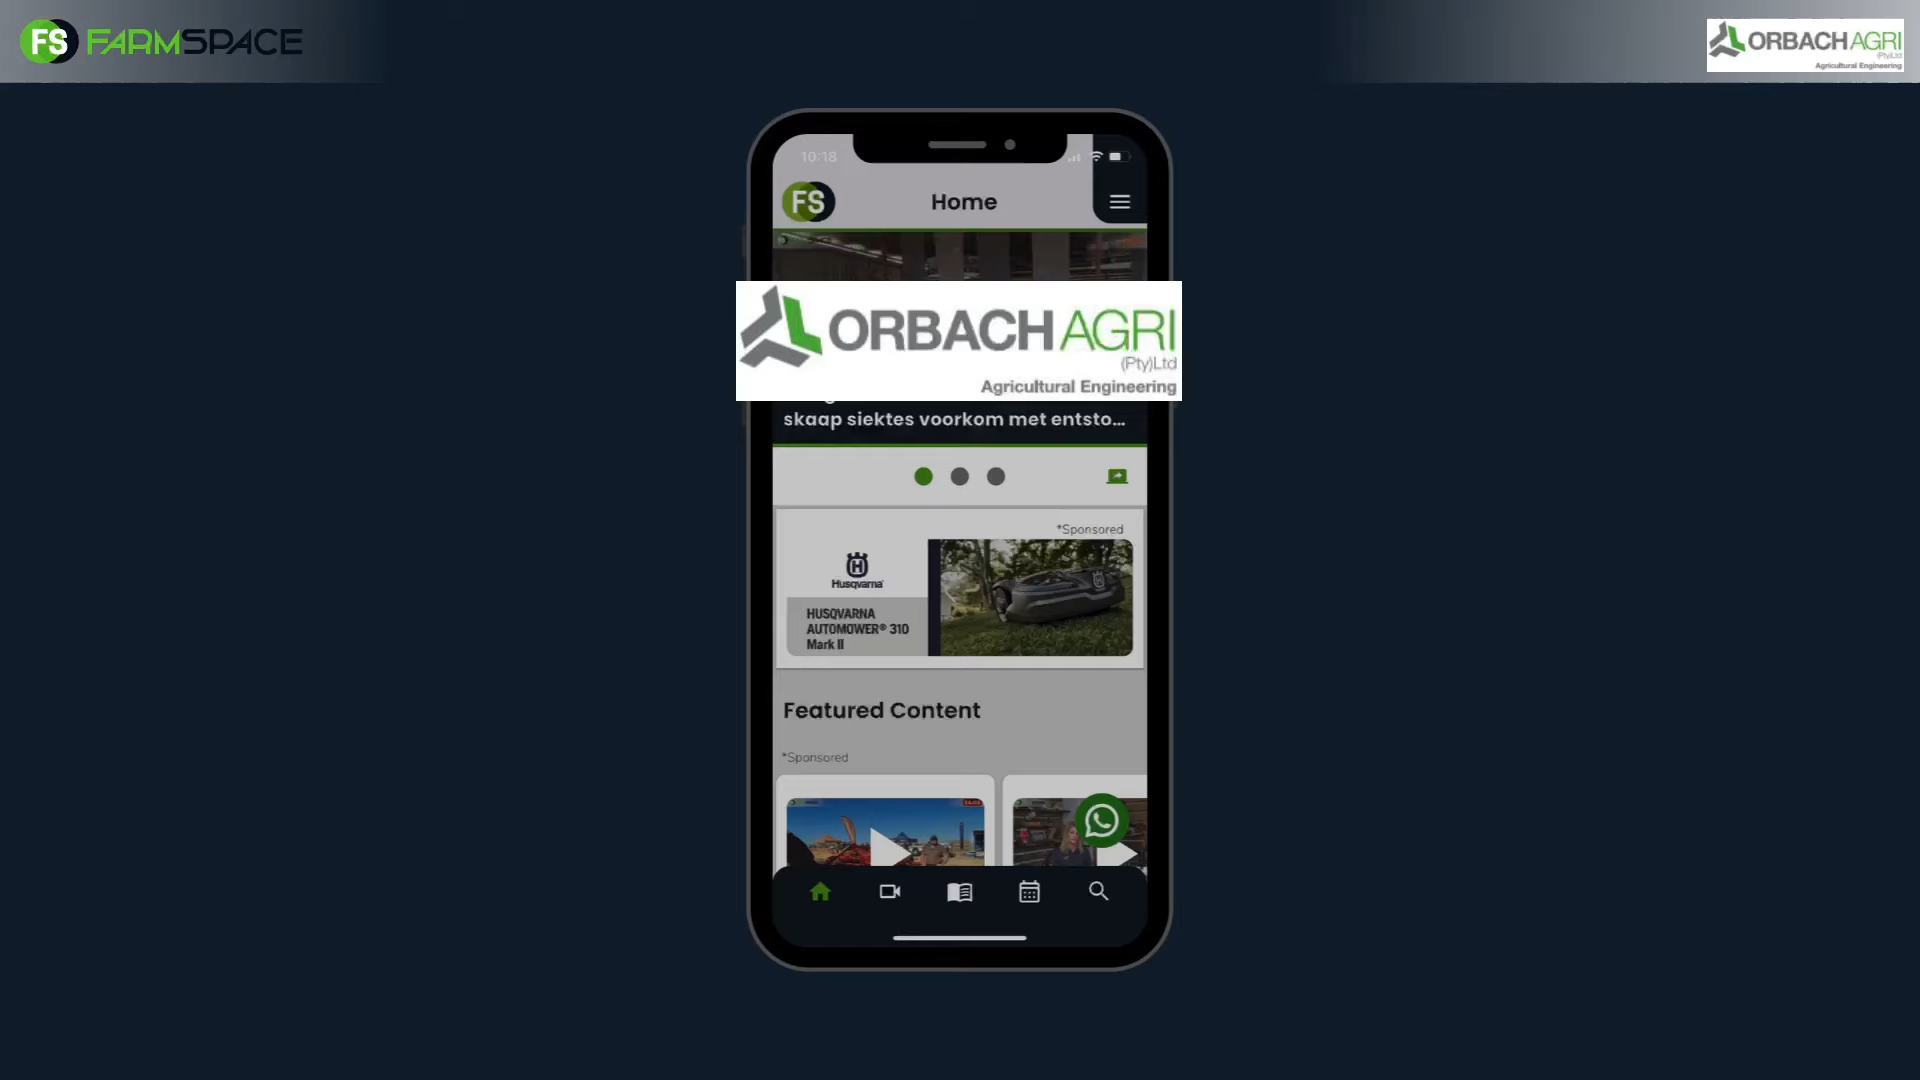 FS FARMSPACE
ORBACH AGRI
(Pty)Ltd
Agricultural Engineering
10:18
FS
Home
ORBACH AGRI
(Pty)Ltd
Agricultural Engineering
skaap siektes voorkom met entsto...
*Sponsored
Husqvarna
HUSQVARNA
AUTOMOWER® 310
Mark II
Featured Content
*Sponsored